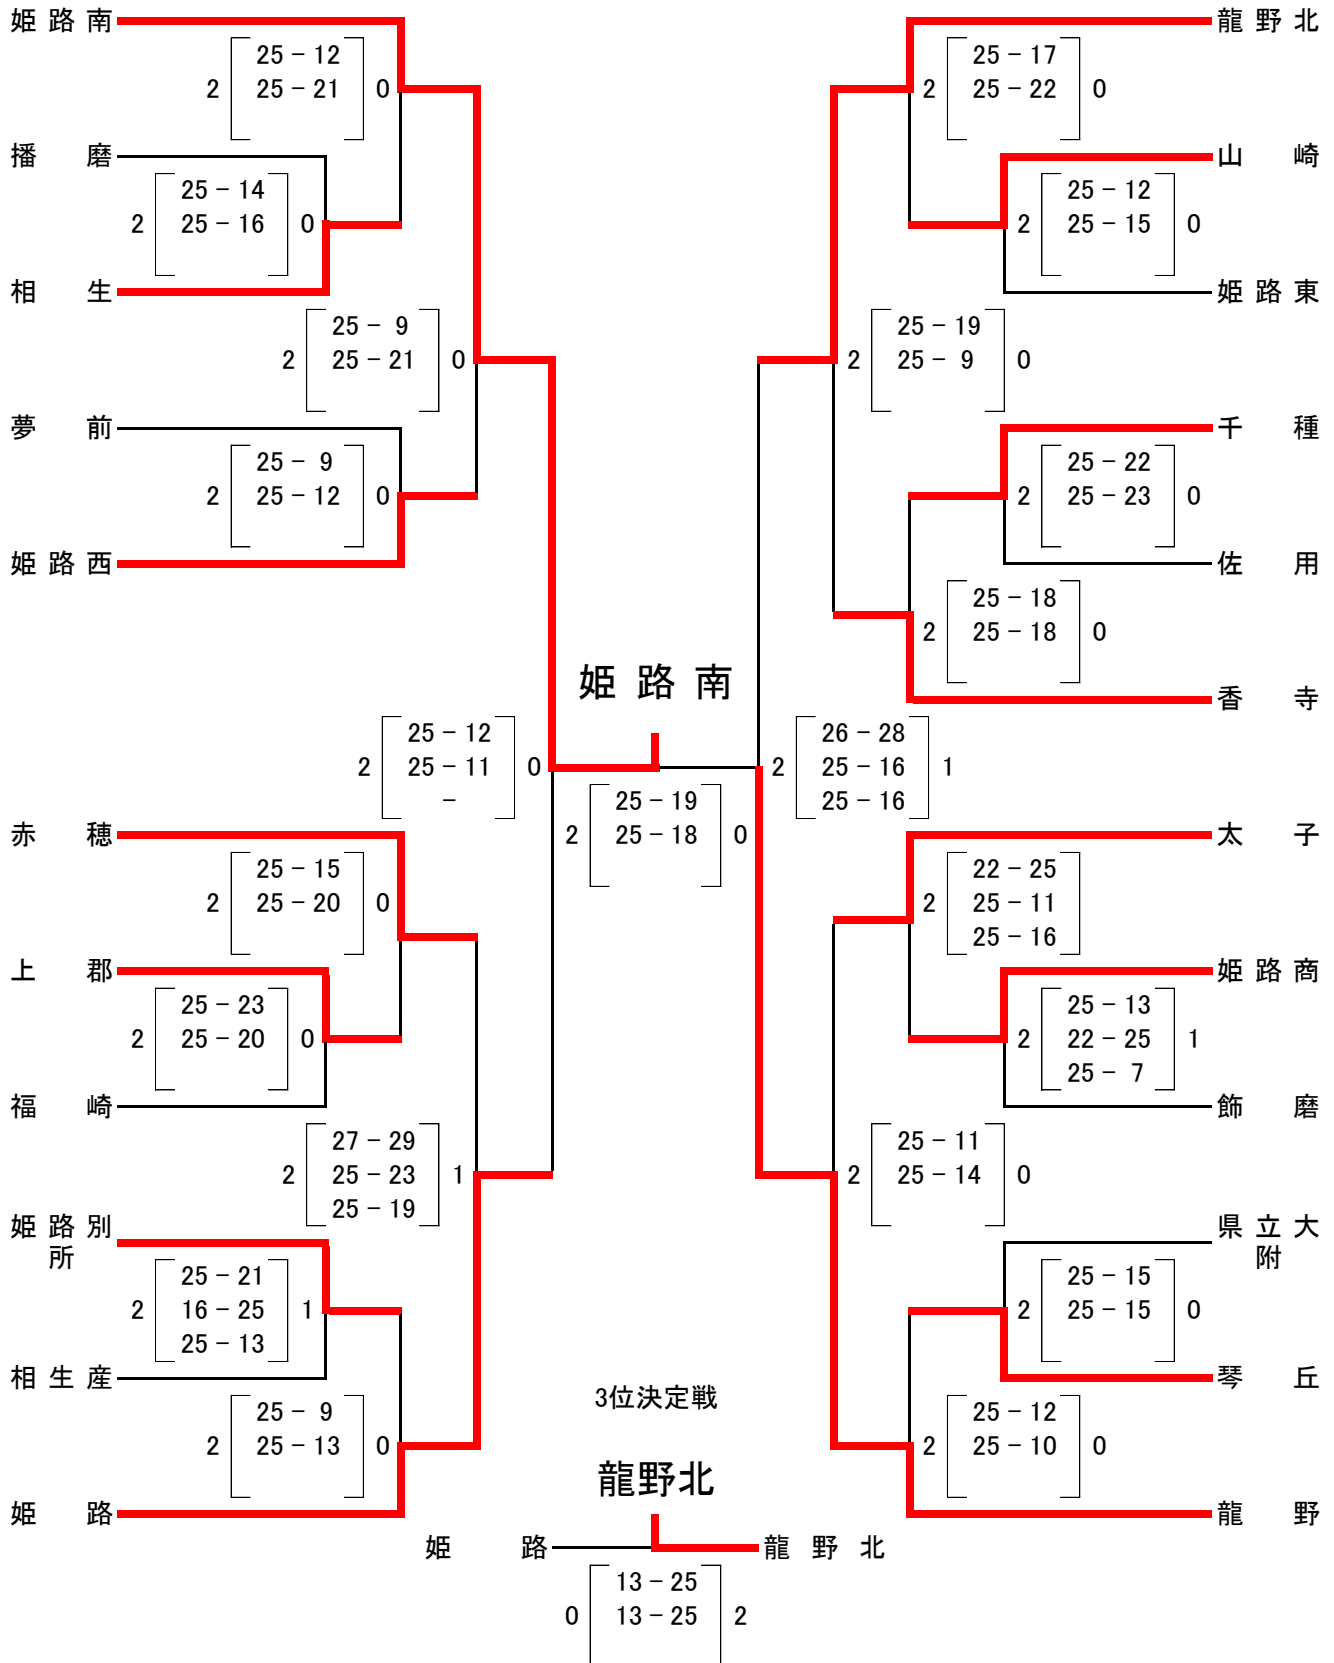 姫路南
2 25 - 12 0
25 - 21
播磨
2 25 - 14 0
25 - 16
相生
2 25 - 9 0
25 - 21
夢前
2 25 - 9 0
25 - 12
姫路西
2 25 - 12 0
25 - 11
-
赤穂
2 25 - 15 0
25 - 20
上郡
2 25 - 23 0
25 - 20
福崎
2 27 - 29 1
25 - 23
25 - 19
姫路別
所
2 25 - 21 1
16 - 25
25 - 13
相生産
2 25 - 9 0
25 - 13
姫路
姫路南
2 25 - 19 0
25 - 18
龍野北
2 25 - 17 0
25 - 22
山崎
2 25 - 12 0
25 - 15
姫路東
2 25 - 19 0
25 - 9
千種
2 25 - 22 0
25 - 23
佐用
2 25 - 18 0
25 - 18
香寺
2 26 - 28 1
25 - 16
25 - 16
太子
2 22 - 25
25 - 11
25 - 16
姫路商
2 25 - 13 1
22 - 25
25 - 7
飾磨
2 25 - 11 0
25 - 14
県立大
附
2 25 - 15 0
25 - 15
琴丘
2 25 - 12 0
25 - 10
龍野
3位決定戦
龍野北
姫路 龍野北
0 13 - 25 2
13 - 25